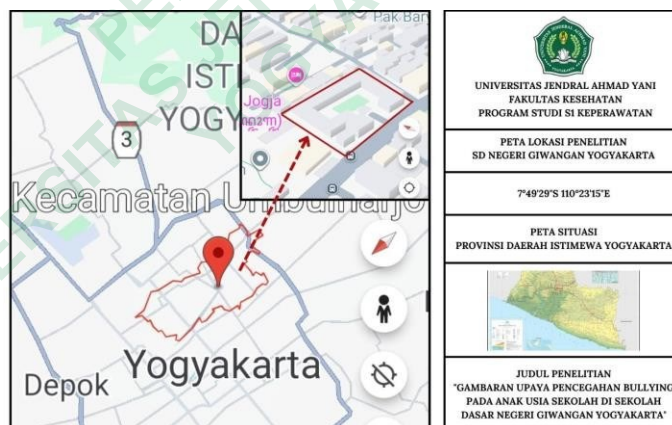 DA
ISTI
YOGY
3
Kecamatan Umbulharjo
Yogyakarta
Depok
Pak Bar
Jogja
UNIVERSITAS JENDRAL AHMAD YANI
FAKULTAS KESEHATAN
PROGRAM STUDI S1 KEPERAWATAN
PETA LOKASI PENELITIAN
SD NEGERI GIWANGAN YOGYAKARTA
7°49'29"S 110°23'15"E
PETA SITUASI
PROVINSI DAERAH ISTIMEWA YOGYAKARTA
JUDUL PENELITIAN
"GAMBARAN UPAYA PENCEGAHAN BULLYING
PADA ANAK USIA SEKOLAH DI SEKOLAH
DASAR NEGERI GIWANGAN YOGYAKARTA"